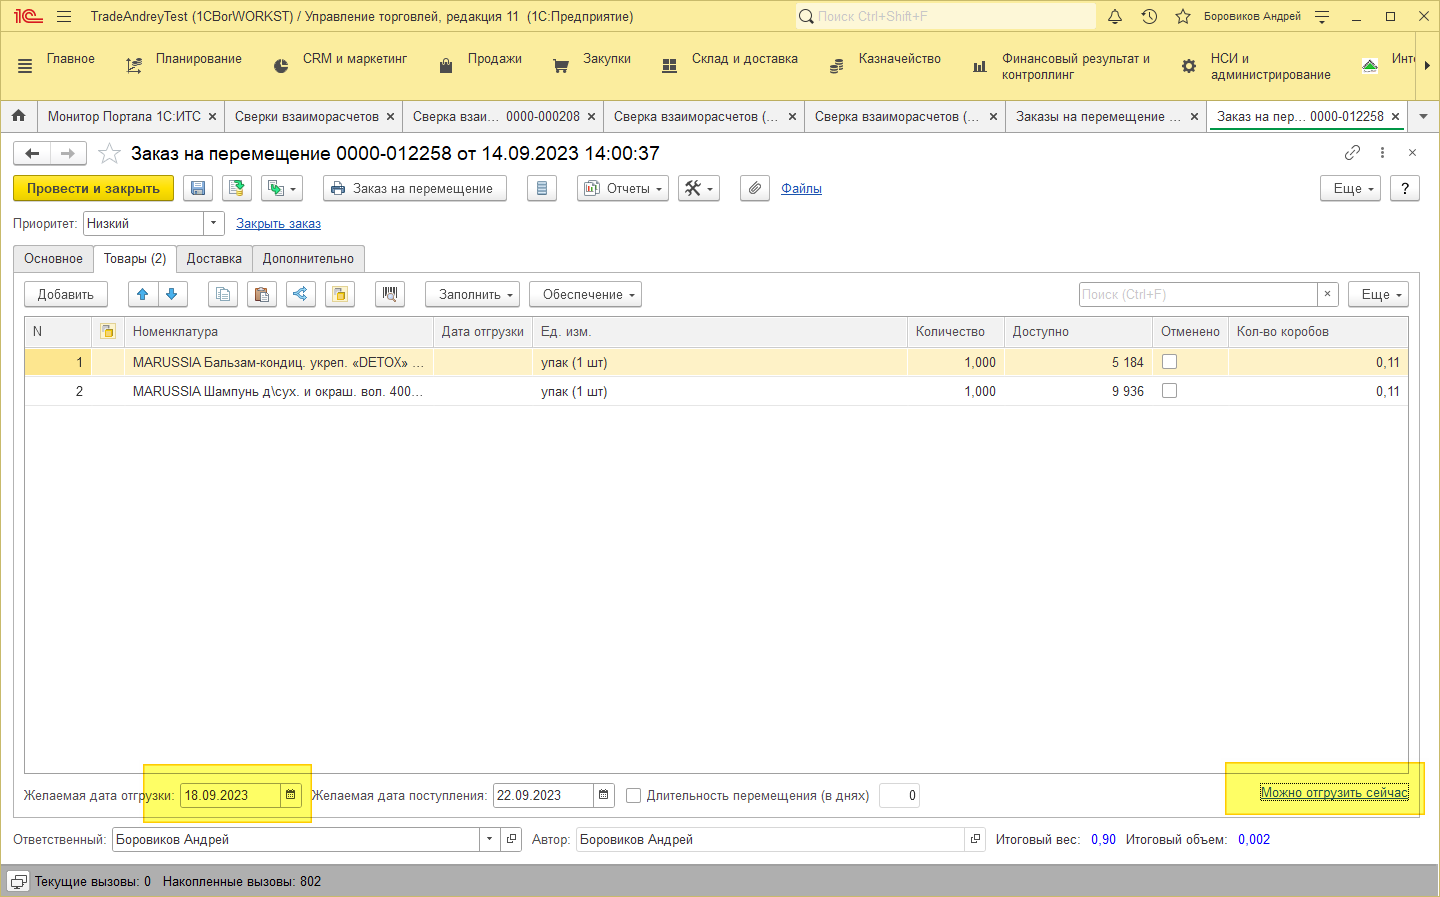 TradeAndreyTest (1CBorWORKST) / Управление торговлей, редакция 11 (1С:Предприятие)
Поиск Ctrl+Shift+F
Боровиков Андрей
Главное
Планирование
CRM и маркетинг
Продажи
Закупки
Склад и доставка
Казначейство
Финансовый результат и
контроллинг
НСИ и
администрирование
Инте
Монитор Портала 1С:ИТС
Сверки взаиморасчетов
Сверка взаи... 0000-000208
Сверка взаиморасчетов (...
Сверка взаиморасчетов (...
Заказы на перемещение ...
Заказ на пер... 0000-012258
Заказ на перемещение 0000-012258 от 14.09.2023 14:00:37
Провести и закрыть
Заказ на перемещение
Отчеты
Файлы
Еще
?
Приоритет: Низкий
Закрыть заказ
Основное
Товары (2)
Доставка
Дополнительно
Добавить
Заполнить
Обеспечение
Поиск (Ctrl+F)
×
Еще
N Номенклатура Дата отгрузки Ед. изм. Количество Доступно Отменено Кол-во коробов
1 MARUSSIA Бальзам-кондиц. укреп. «DETOX» ... упак (1 шт) 1,000 5 184 0,11
2 MARUSSIA Шампунь д\сух. и окраш. вол. 400... упак (1 шт) 1,000 9 936 0,11
Желаемая дата отгрузки: 18.09.2023 Желаемая дата поступления: 22.09.2023 Длительность перемещения (в днях) 0
Можно отгрузить сейчас
Ответственный: Боровиков Андрей Автор: Боровиков Андрей Итоговый вес: 0,90 Итоговый объем: 0,002
Текущие вызовы: 0 Накопленные вызовы: 802